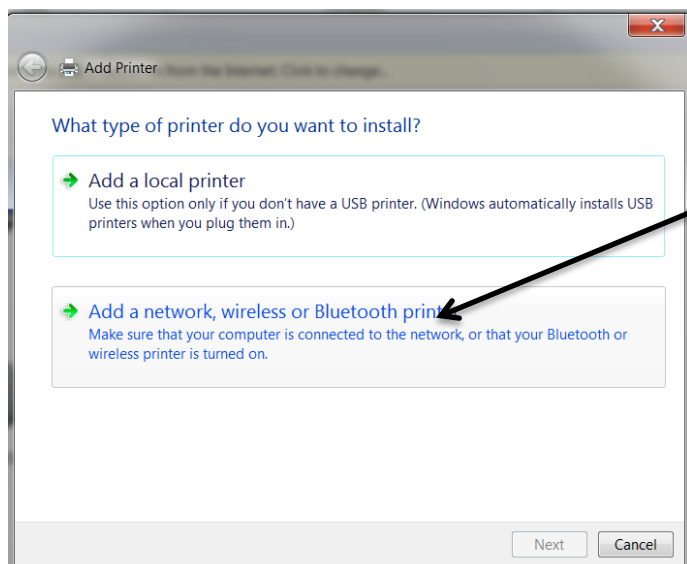 Add Printer
What type of printer do you want to install?
Add a local printer
Use this option only if you don't have a USB printer. (Windows automatically installs USB
printers when you plug them in.)
Add a network, wireless or Bluetooth
Make sure that your computer is connected to the network, or that your Bluetooth or
wireless printer is turned on.
Next
Cancel